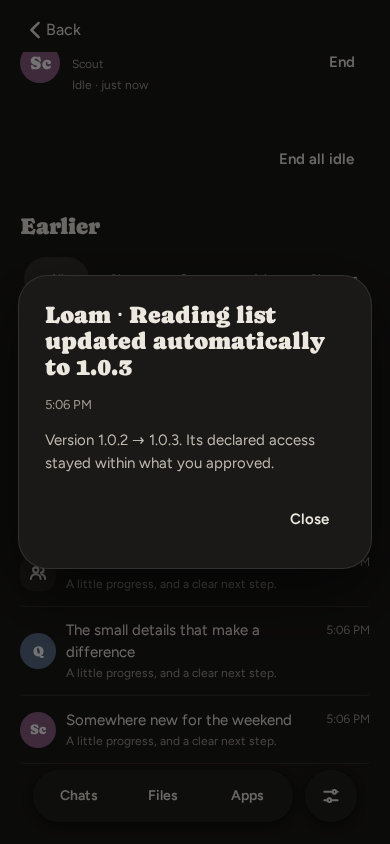 Back
Sc
Scout
End
Idle · just now
End all idle
Earlier
Loam · Reading list
updated automatically
to 1.0.3
5:06 PM
Version 1.0.2 → 1.0.3. Its declared access
stayed within what you approved.
Close
A little progress, and a clear next step.
The small details that make a
5:06 PM
Q
difference
A little progress, and a clear next step.
Sc
Somewhere new for the weekend
5:06 PM
A little progress, and a clear next step.
Chats
Files
Apps